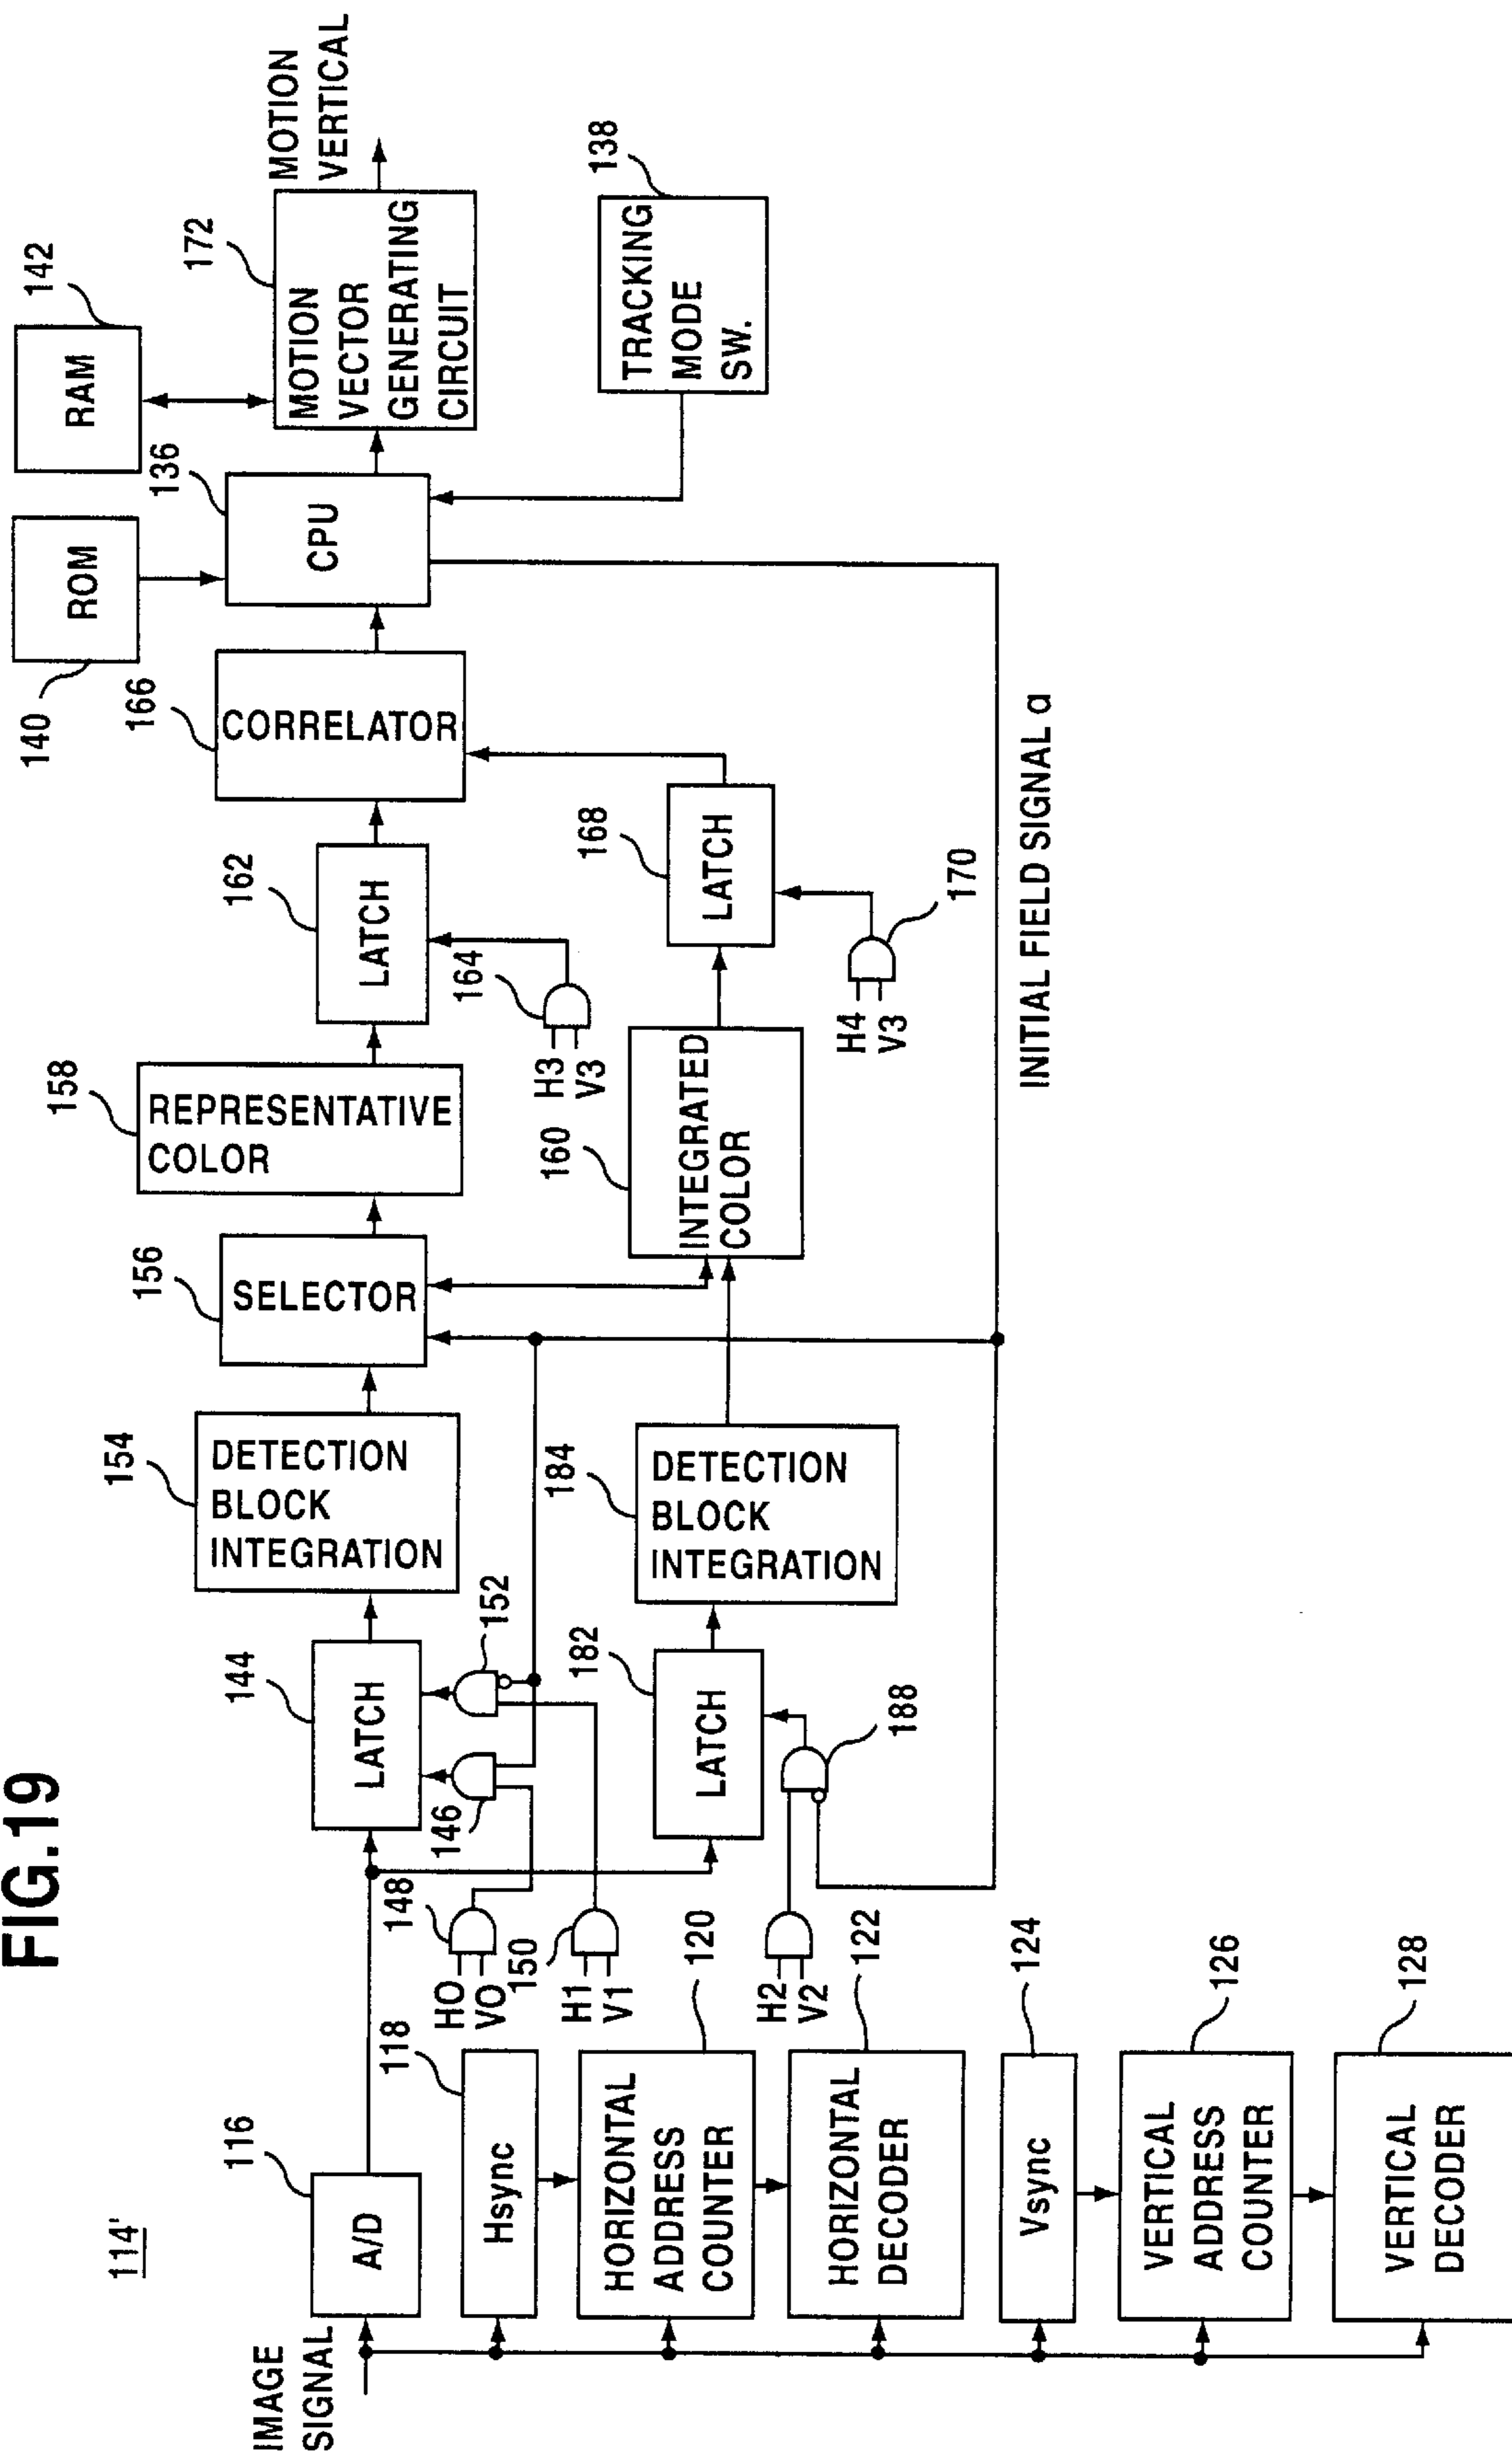 FIG.19
114'
IMAGE
SIGNAL
116
A/D
118
Hsync
120
HORIZONTAL
ADDRESS
COUNTER
122
HORIZONTAL
DECODER
124
Vsync
126
VERTICAL
ADDRESS
COUNTER
128
VERTICAL
DECODER
HO
VO
148
H1
V1
150
H2
V2
144
LATCH
146
152
182
LATCH
188
154
DETECTION
BLOCK
INTEGRATION
184
DETECTION
BLOCK
INTEGRATION
156
SELECTOR
158
REPRESENTATIVE
COLOR
160
INTEGRATED
COLOR
162
LATCH
164
H3
V3
168
LATCH
170
H4
V3
166
CORRELATOR
INITIAL FIELD SIGNAL α
140
ROM
136
CPU
142
RAM
172
MOTION
VECTOR
GENERATING
CIRCUIT
138
TRACKING
MODE
SW.
MOTION
VERTICAL